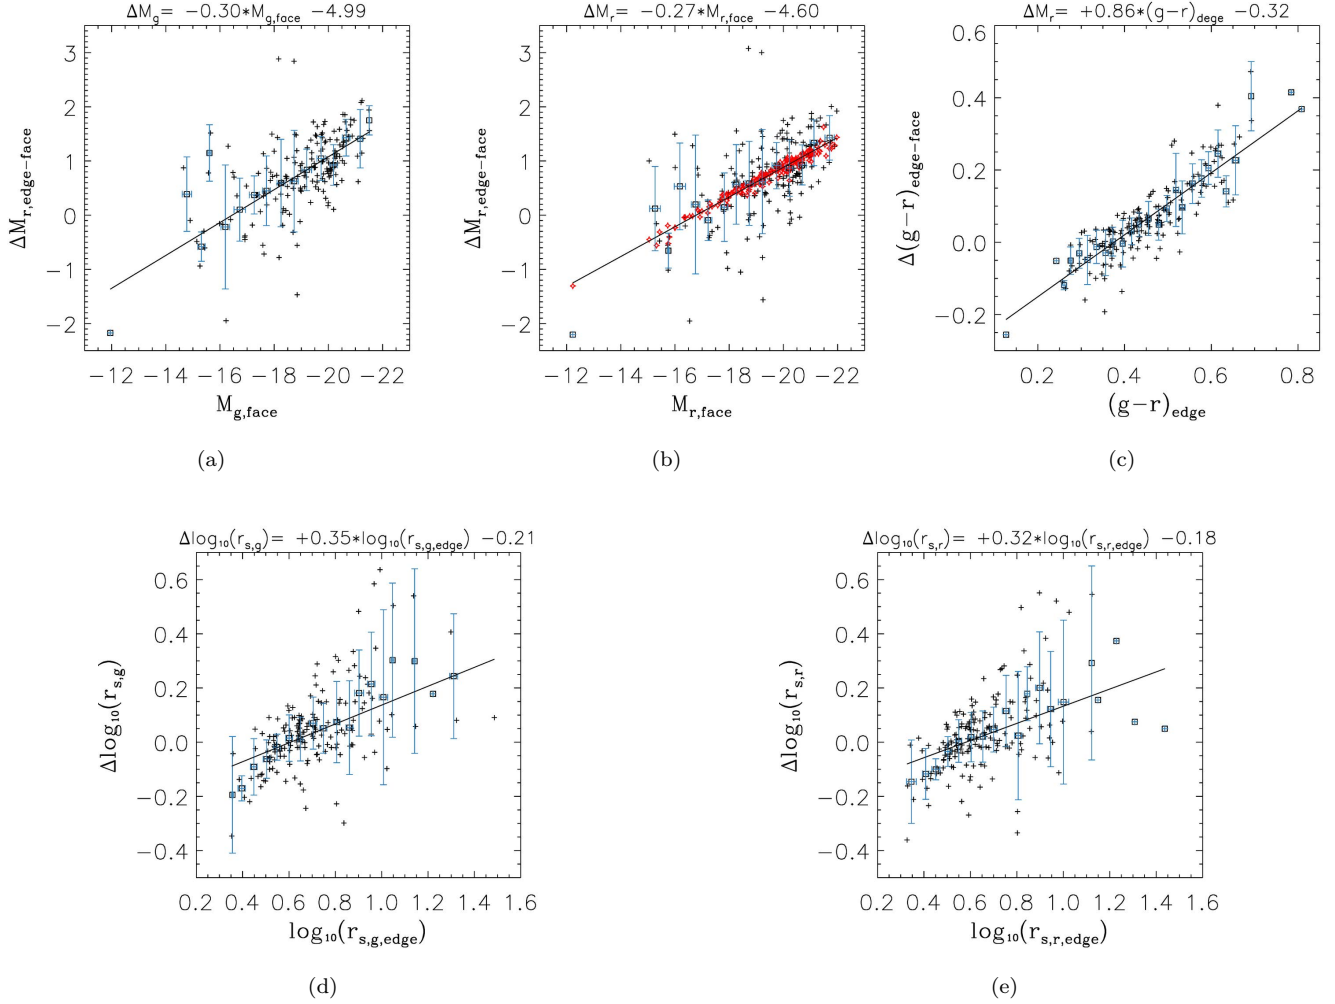 ΔM_g= −0.30*M_g,face −4.99
ΔM_r,edge−face
3
2
1
0
−1
−2
−12 −14 −16 −18 −20 −22
M_g,face
(a)
ΔM_r= −0.27*M_r,face −4.60
ΔM_r,edge−face
3
2
1
0
−1
−2
−12 −14 −16 −18 −20 −22
M_r,face
(b)
ΔM_r= +0.86*(g−r)_dege −0.32
Δ(g−r)_edge−face
0.6
0.4
0.2
0.0
−0.2
0.2 0.4 0.6 0.8
(g−r)_edge
(c)
Δlog₁₀(r_s,g)= +0.35*log₁₀(r_s,g,edge) −0.21
Δlog₁₀(r_s,g)
0.6
0.4
0.2
0.0
−0.2
−0.4
0.2 0.4 0.6 0.8 1.0 1.2 1.4 1.6
log₁₀(r_s,g,edge)
(d)
Δlog₁₀(r_s,r)= +0.32*log₁₀(r_s,r,edge) −0.18
Δlog₁₀(r_s,r)
0.6
0.4
0.2
0.0
−0.2
−0.4
0.2 0.4 0.6 0.8 1.0 1.2 1.4 1.6
log₁₀(r_s,r,edge)
(e)